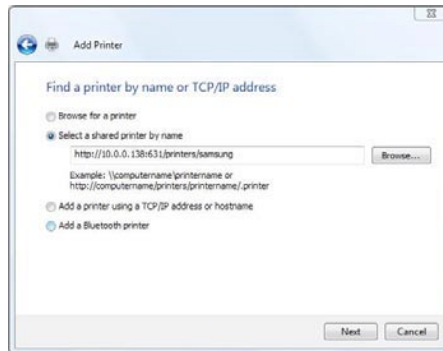 Add Printer
Find a printer by name or TCP/IP address
Browse for a printer
Select a shared printer by name
http://10.0.0.138:631/printers/samsung
Browse...
Example: \\computername\printername or
http://computername/printers/printername/.printer
Add a printer using a TCP/IP address or hostname
Add a Bluetooth printer
Next
Cancel